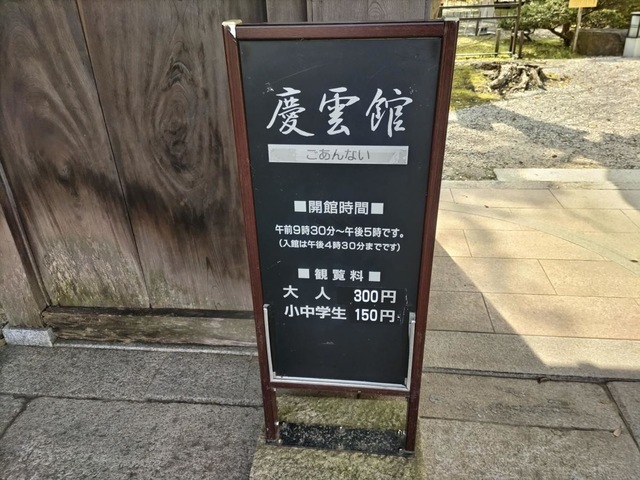 慶雲館
ごあんない
■開館時間■
午前9時30分〜午後5時です。
(入館は午後4時30分までです)
■観覧料■
大人 300円
小中学生 150円